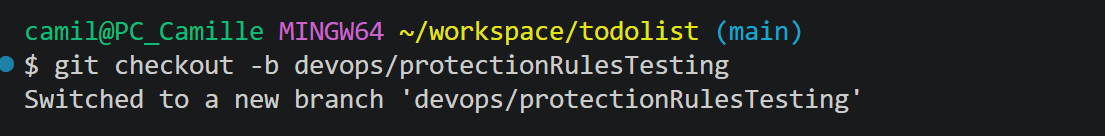 camil@PC_Camille MINGW64 ~/workspace/todolist (main)
$ git checkout -b devops/protectionRulesTesting
Switched to a new branch 'devops/protectionRulesTesting'